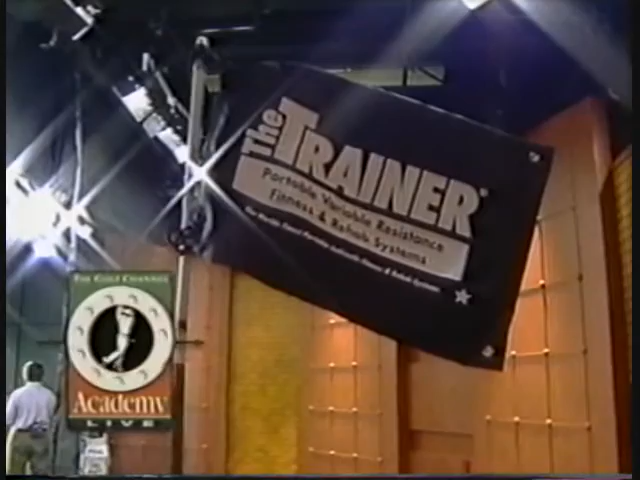 The TRAINER®
Portable Variable Resistance
Fitness & Rehab Systems
THE GOLF CHANNEL
Academy
LIVE